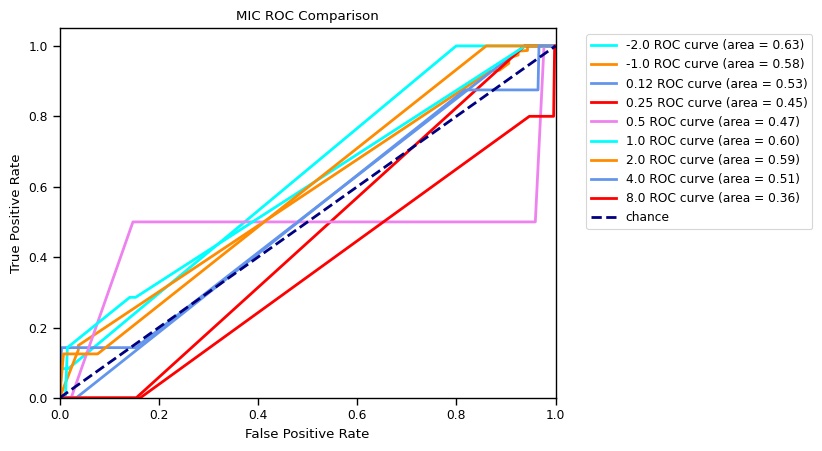 MIC ROC Comparison
1.0
0.8
0.6
0.4
0.2
0.0
True Positive Rate
0.0 0.2 0.4 0.6 0.8 1.0
False Positive Rate
-2.0 ROC curve (area = 0.63)
-1.0 ROC curve (area = 0.58)
0.12 ROC curve (area = 0.53)
0.25 ROC curve (area = 0.45)
0.5 ROC curve (area = 0.47)
1.0 ROC curve (area = 0.60)
2.0 ROC curve (area = 0.59)
4.0 ROC curve (area = 0.51)
8.0 ROC curve (area = 0.36)
chance